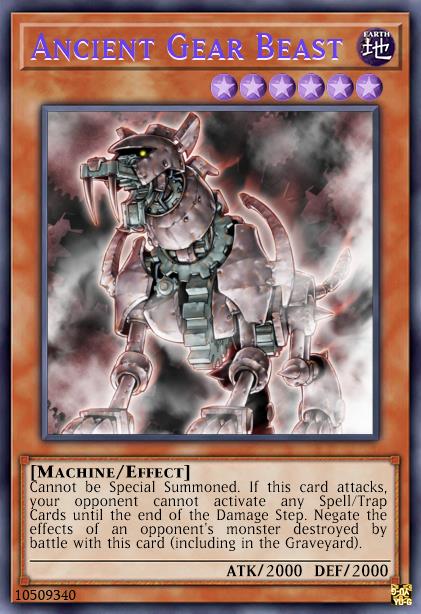 ANCIENT GEAR BEAST
EARTH
地
[MACHINE/EFFECT]
Cannot be Special Summoned. If this card attacks,
your opponent cannot activate any Spell/Trap
Cards until the end of the Damage Step. Negate the
effects of an opponent's monster destroyed by
battle with this card (including in the Graveyard).
ATK/2000 DEF/2000
10509340